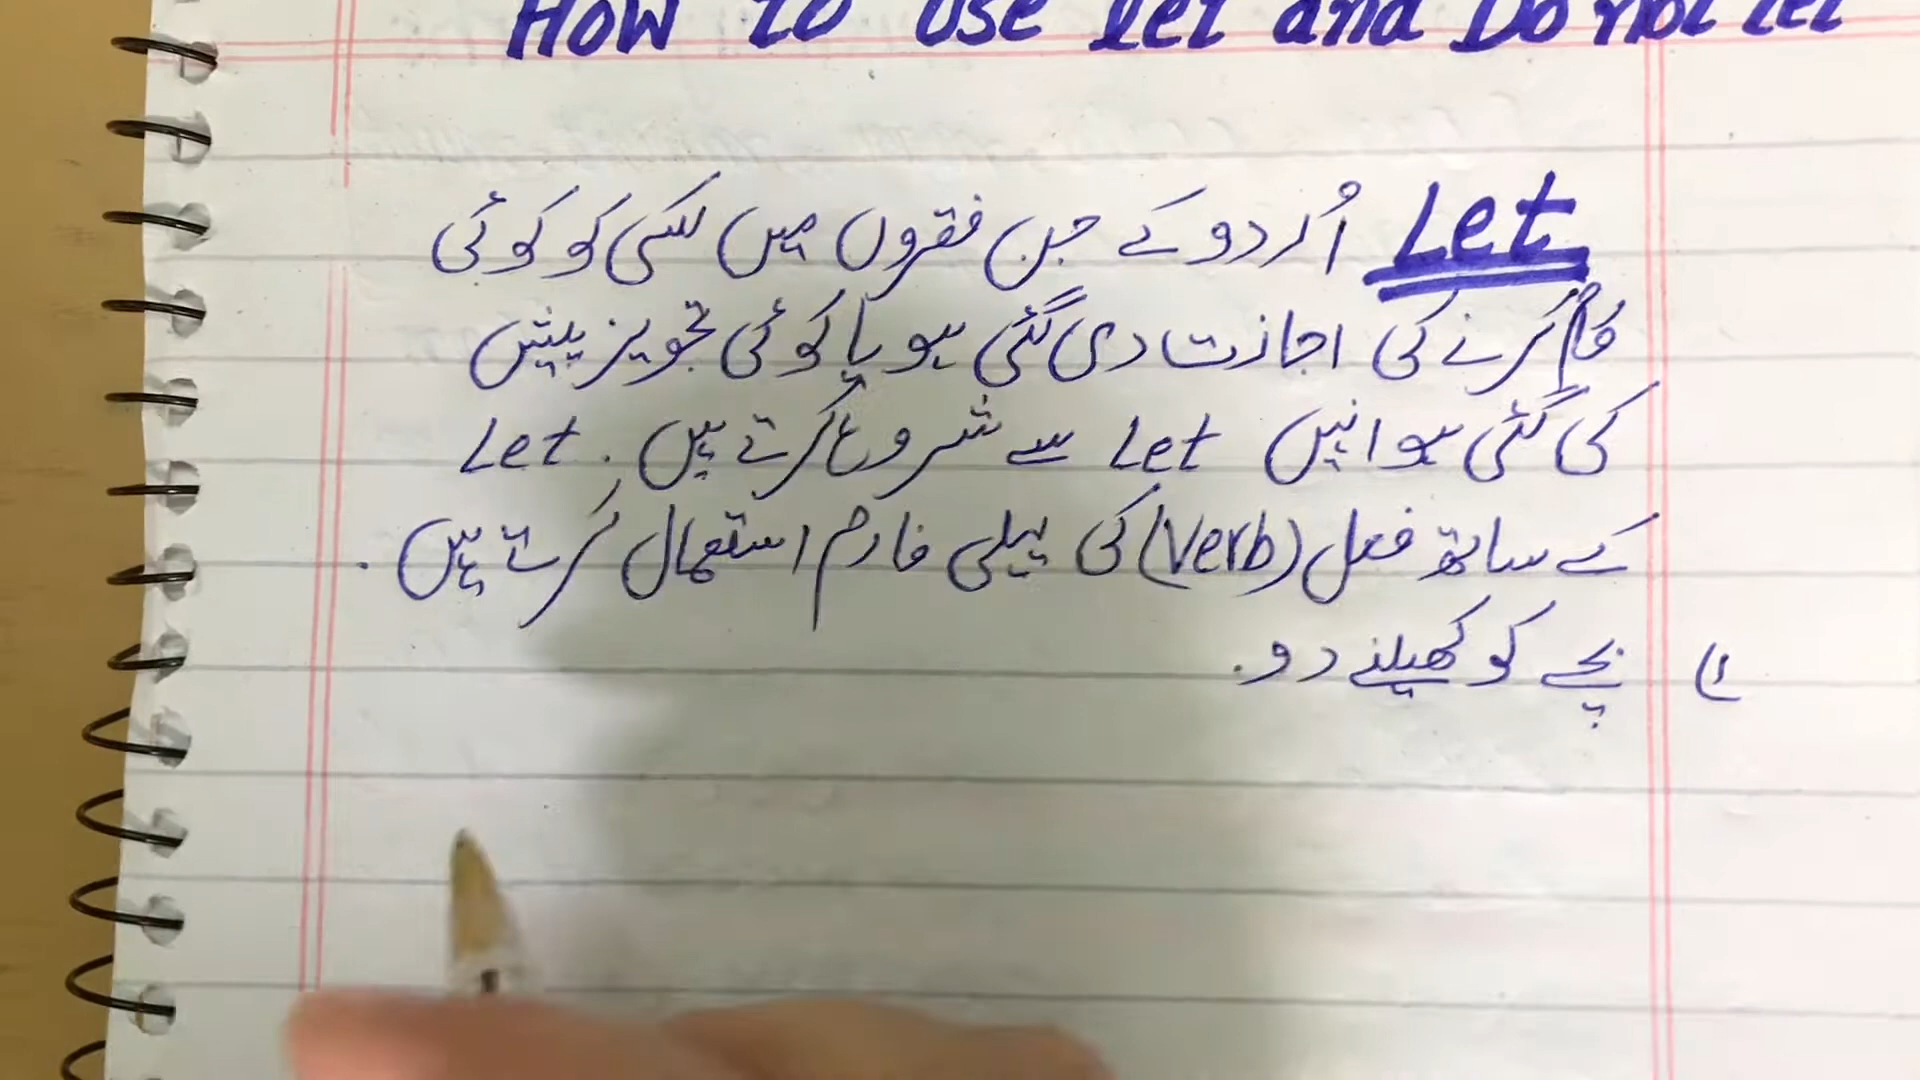 How to Use let and Do not let
Let اُردو کے جن فقروں میں کسی کو کوئی
کام کرنے کی اجازت دی گئی ہو یا کوئی تجویز پیش
کی گئی ہو انہیں Let سے شروع کرتے ہیں. Let
کے ساتھ فعل (Verb) کی پہلی فارم استعمال کرتے ہیں.
۱) بچے کو کھیلنے دو.